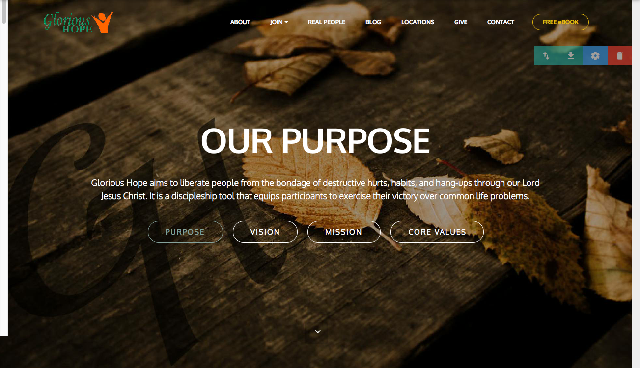 Glorious
HOPE
ABOUT JOIN REAL PEOPLE BLOG LOCATIONS GIVE CONTACT FREE eBOOK
OUR PURPOSE
Glorious Hope aims to liberate people from the bondage of destructive hurts, habits, and hang-ups through our Lord
Jesus Christ. It is a discipleship tool that equips participants to exercise their victory over common life problems.
PURPOSE VISION MISSION CORE VALUES